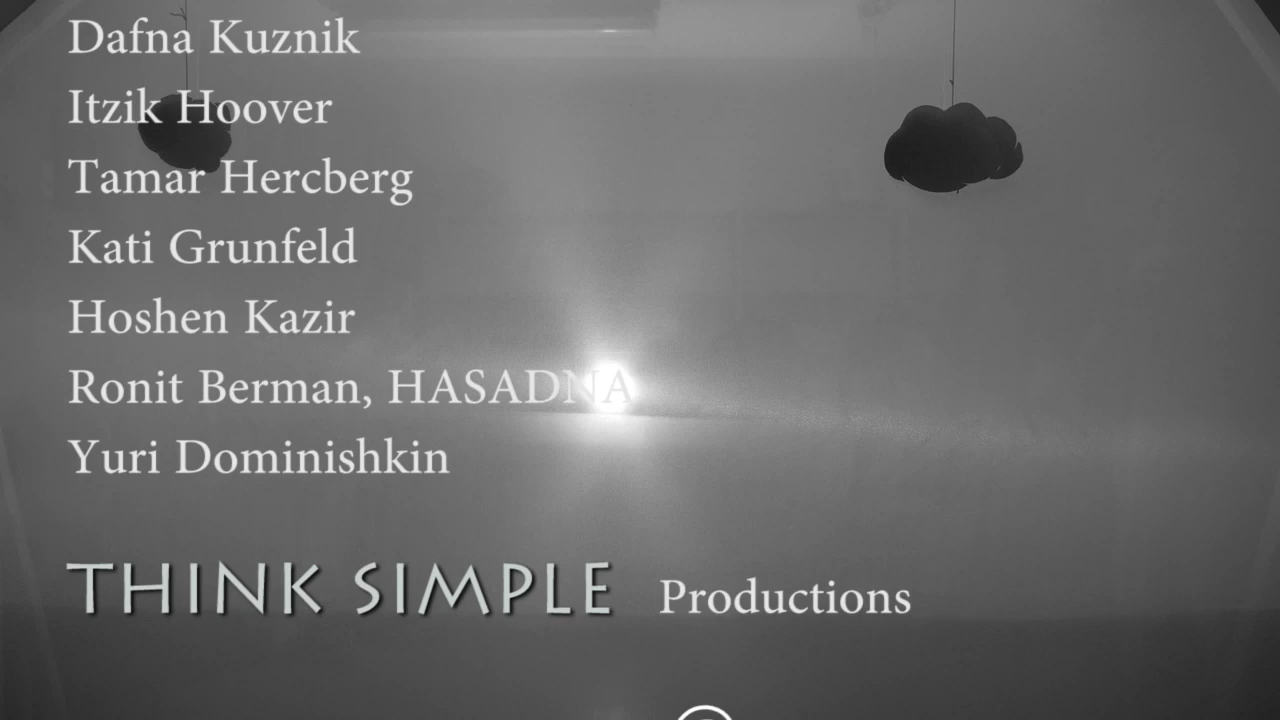 Dafna Kuznik
Itzik Hoover
Tamar Hercberg
Kati Grunfeld
Hoshen Kazir
Ronit Berman, HASADNA
Yuri Dominishkin
THINK SIMPLE Productions